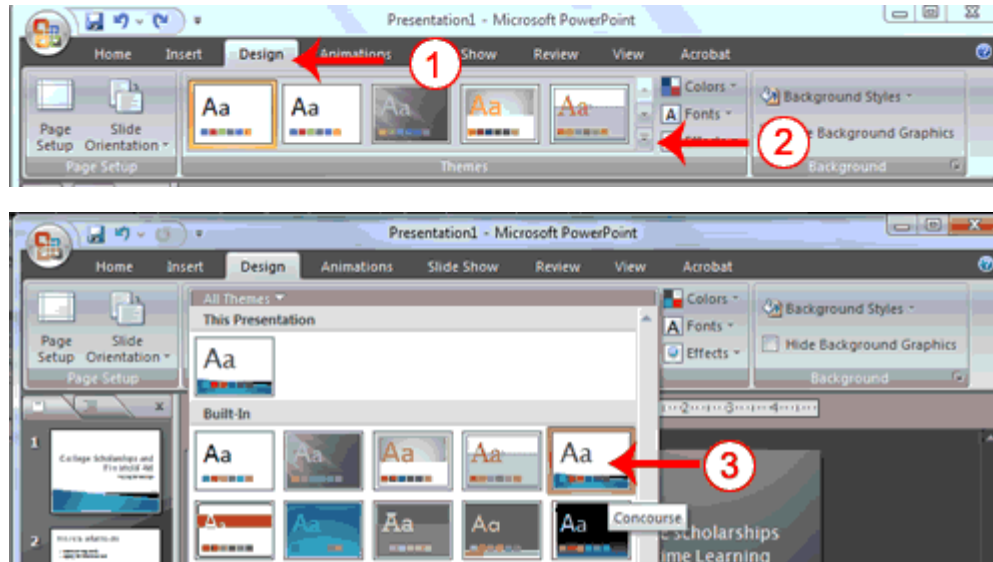 Presentation1 - Microsoft PowerPoint
Home Insert Design Animations Show Review View Acrobat
1
Aa Aa Aa Aa Aa
Colors
Fonts
Background Styles
Background Graphics
2
Page Setup
Slide Orientation
Page Setup Themes Background
Presentation1 - Microsoft PowerPoint
Home Insert Design Animations Slide Show Review View Acrobat
All Themes
This Presentation
Aa
Colors
Fonts
Effects
Background Styles
Hide Background Graphics
Page Setup
Slide Orientation
Page Setup Background
Built-In
Aa Aa Aa Aa Aa
3
Concourse
Aa Aa Aa Aa Aa
1
College Scholarships and
Financial Aid
2
Scholarships
ime Learning